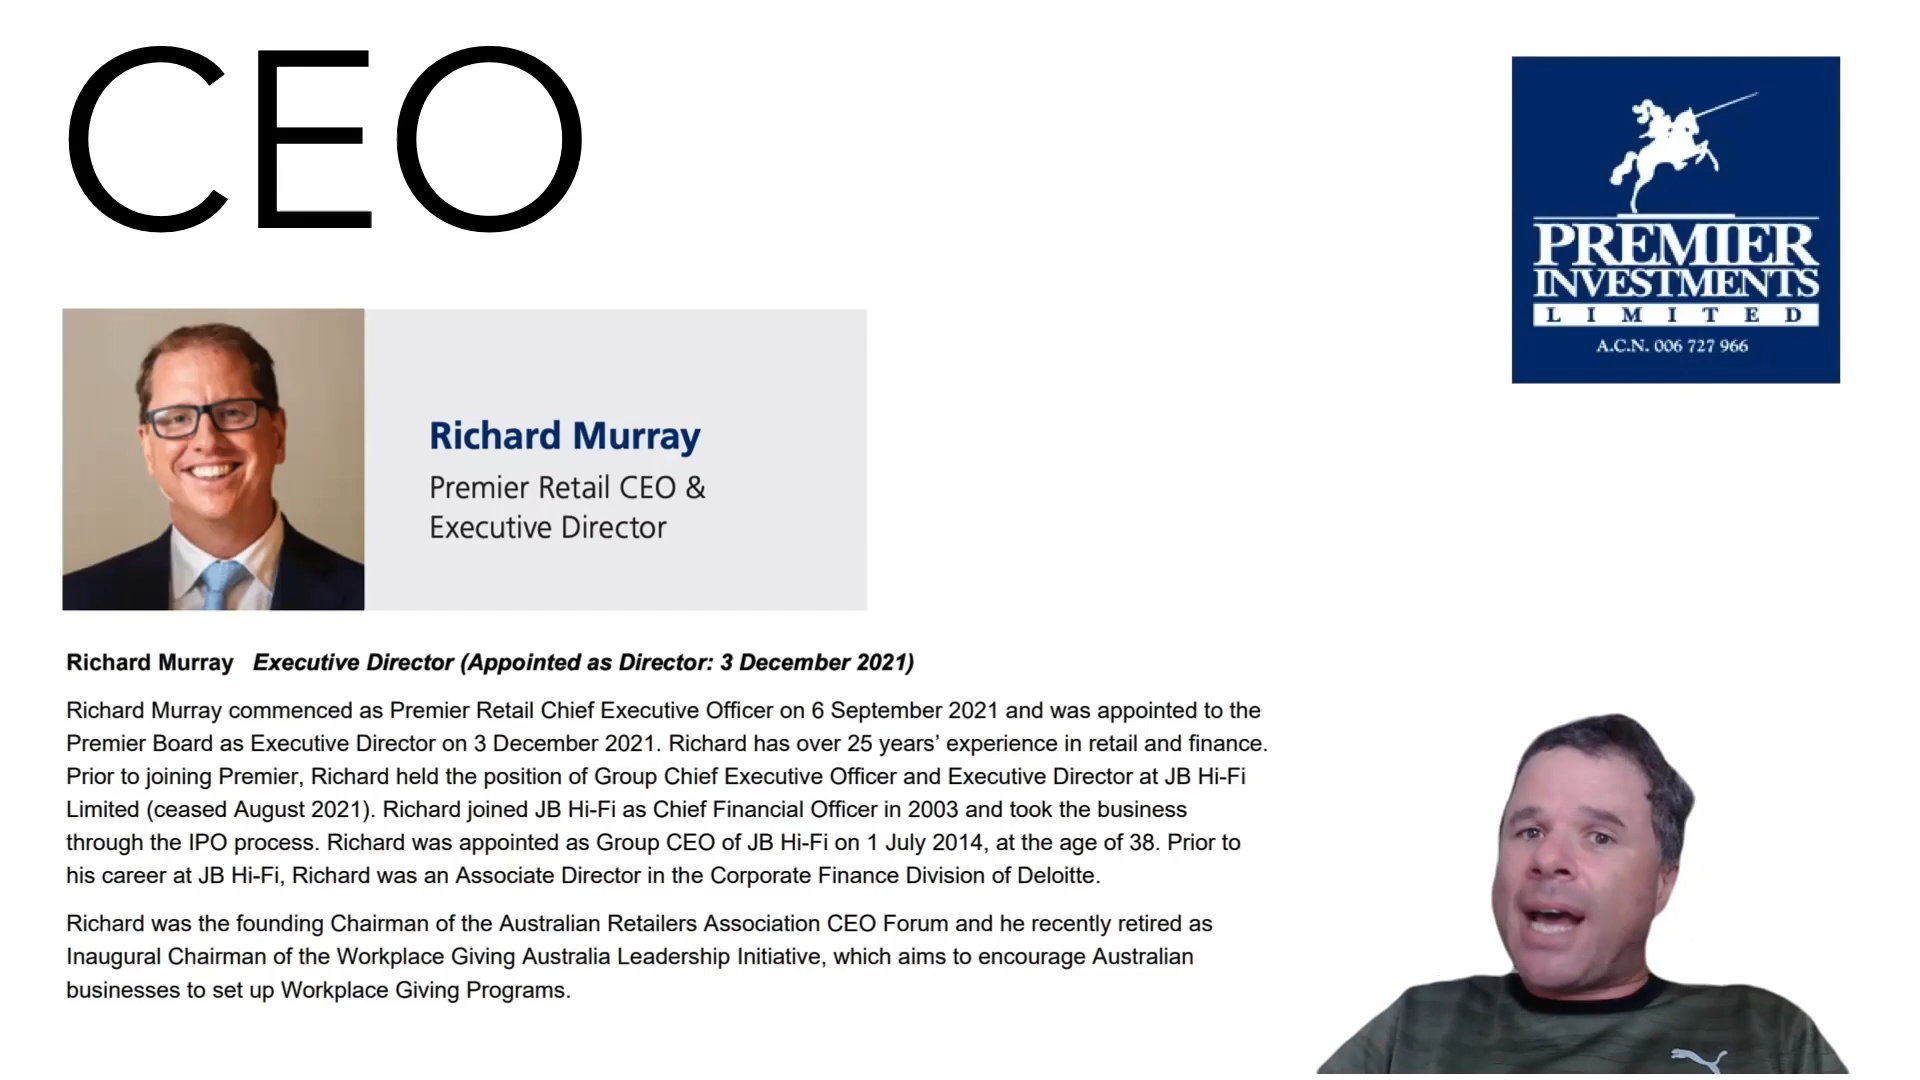 CEO
PREMIER
INVESTMENTS
LIMITED
A.C.N. 006 727 966
Richard Murray
Premier Retail CEO &
Executive Director
Richard Murray Executive Director (Appointed as Director: 3 December 2021)
Richard Murray commenced as Premier Retail Chief Executive Officer on 6 September 2021 and was appointed to the
Premier Board as Executive Director on 3 December 2021. Richard has over 25 years’ experience in retail and finance.
Prior to joining Premier, Richard held the position of Group Chief Executive Officer and Executive Director at JB Hi-Fi
Limited (ceased August 2021). Richard joined JB Hi-Fi as Chief Financial Officer in 2003 and took the business
through the IPO process. Richard was appointed as Group CEO of JB Hi-Fi on 1 July 2014, at the age of 38. Prior to
his career at JB Hi-Fi, Richard was an Associate Director in the Corporate Finance Division of Deloitte.
Richard was the founding Chairman of the Australian Retailers Association CEO Forum and he recently retired as
Inaugural Chairman of the Workplace Giving Australia Leadership Initiative, which aims to encourage Australian
businesses to set up Workplace Giving Programs.